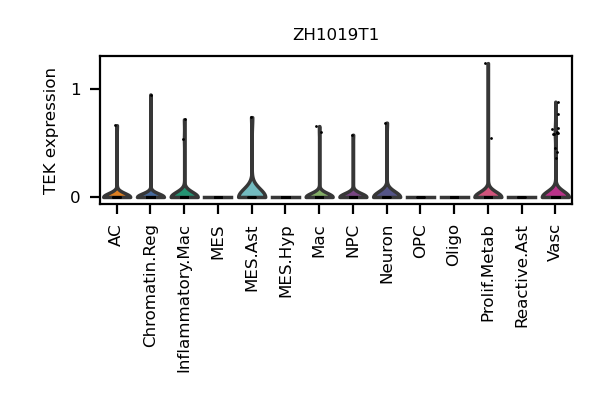 ZH1019T1
TEK expression
1
0
AC
Chromatin.Reg
Inflammatory.Mac
MES
MES.Ast
MES.Hyp
Mac
NPC
Neuron
OPC
Oligo
Prolif.Metab
Reactive.Ast
Vasc